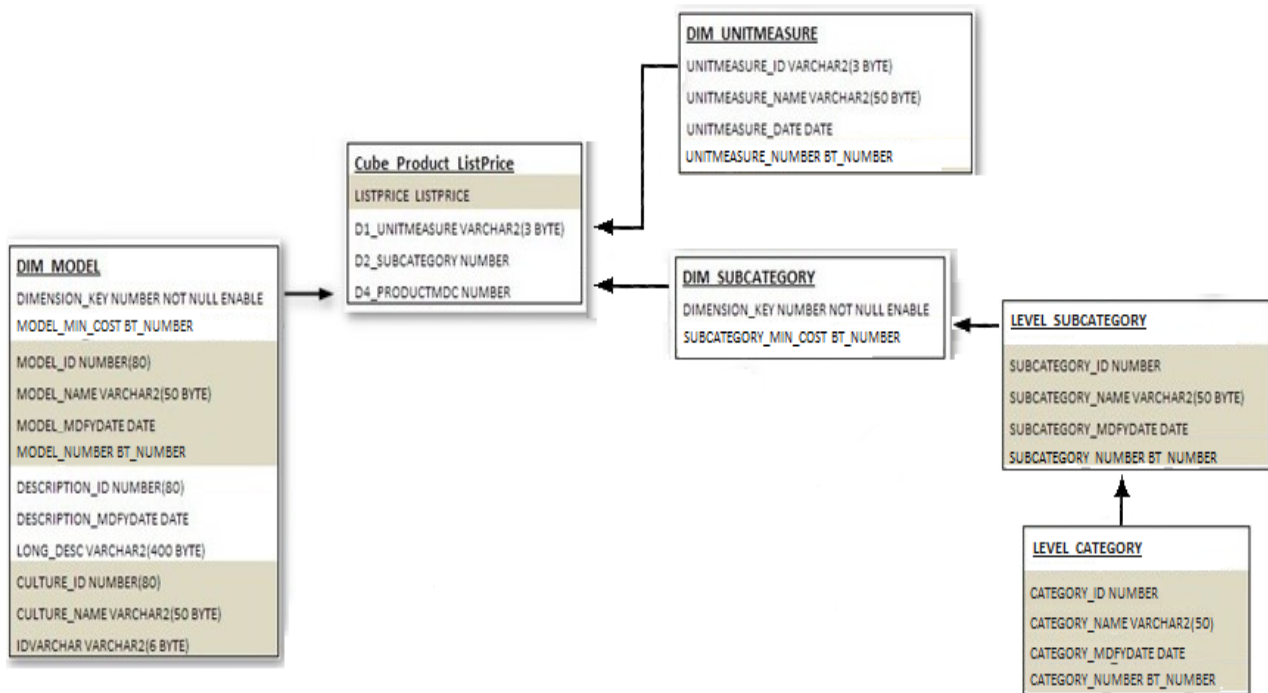 DIM_UNITMEASURE
UNITMEASURE_ID VARCHAR2(3 BYTE)
UNITMEASURE_NAME VARCHAR2(50 BYTE)
UNITMEASURE_DATE DATE
UNITMEASURE_NUMBER BT_NUMBER
Cube_Product_ListPrice
LISTPRICE LISTPRICE
D1_UNITMEASURE VARCHAR2(3 BYTE)
D2_SUBCATEGORY NUMBER
D4_PRODUCTMDC NUMBER
DIM_MODEL
DIMENSION_KEY NUMBER NOT NULL ENABLE
MODEL_MIN_COST BT_NUMBER
MODEL_ID NUMBER(80)
MODEL_NAME VARCHAR2(50 BYTE)
MODEL_MDFYDATE DATE
MODEL_NUMBER BT_NUMBER
DESCRIPTION_ID NUMBER(80)
DESCRIPTION_MDFYDATE DATE
LONG_DESC VARCHAR2(400 BYTE)
CULTURE_ID NUMBER(80)
CULTURE_NAME VARCHAR2(50 BYTE)
IDVARCHAR VARCHAR2(6 BYTE)
DIM_SUBCATEGORY
DIMENSION_KEY NUMBER NOT NULL ENABLE
SUBCATEGORY_MIN_COST BT_NUMBER
LEVEL_SUBCATEGORY
SUBCATEGORY_ID NUMBER
SUBCATEGORY_NAME VARCHAR2(50 BYTE)
SUBCATEGORY_MDFYDATE DATE
SUBCATEGORY_NUMBER BT_NUMBER
LEVEL_CATEGORY
CATEGORY_ID NUMBER
CATEGORY_NAME VARCHAR2(50)
CATEGORY_MDFYDATE DATE
CATEGORY_NUMBER BT_NUMBER